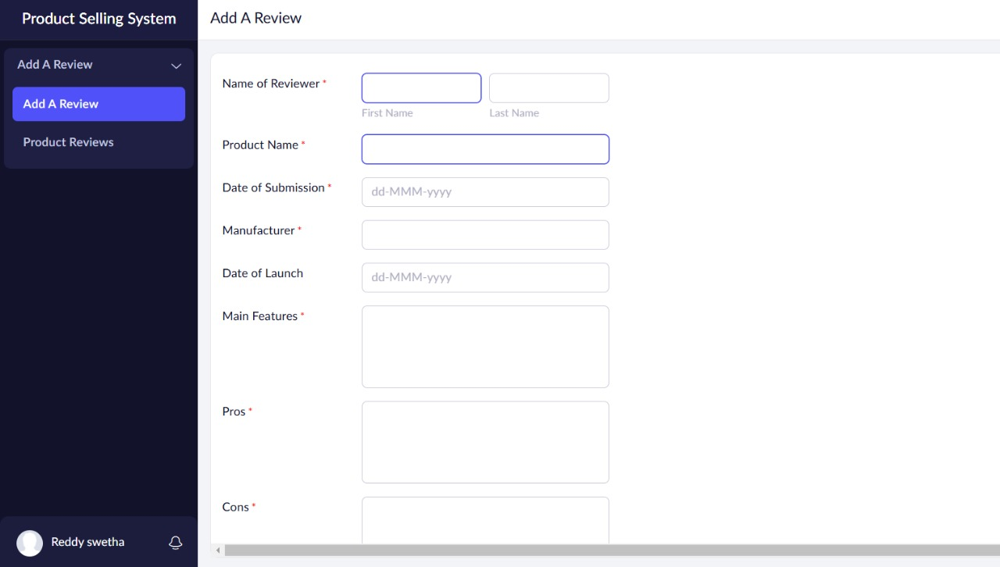 Product Selling System
Add A Review
Add A Review
Add A Review
Product Reviews
Name of Reviewer *
First Name
Last Name
Product Name *
Date of Submission *
dd-MMM-yyyy
Manufacturer *
Date of Launch
dd-MMM-yyyy
Main Features *
Pros *
Cons *
Reddy swetha